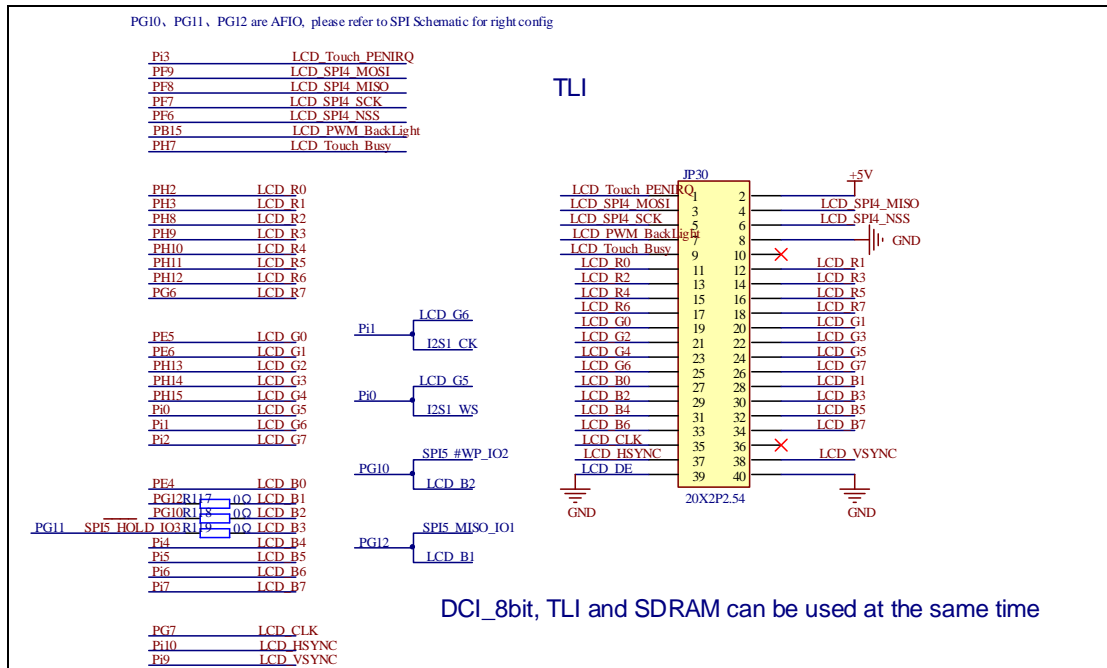 PG10、PG11、PG12 are AFIO, please refer to SPI Schematic for right config
Pi3 LCD_Touch_PENIRQ
PF9 LCD_SPI4_MOSI
PF8 LCD_SPI4_MISO
PF7 LCD_SPI4_SCK
PF6 LCD_SPI4_NSS
PB15 LCD_PWM_BackLight
PH7 LCD_Touch_Busy
TLI
PH2 LCD_R0
PH3 LCD_R1
PH8 LCD_R2
PH9 LCD_R3
PH10 LCD_R4
PH11 LCD_R5
PH12 LCD_R6
PG6 LCD_R7
PE5 LCD_G0
PE6 LCD_G1
PH13 LCD_G2
PH14 LCD_G3
PH15 LCD_G4
Pi0 LCD_G5
Pi1 LCD_G6
Pi2 LCD_G7
PE4 LCD_B0
PG12 R117 0Ω LCD_B1
PG10 R118 0Ω LCD_B2
PG11 SPI5_HOLD_IO3 R119 0Ω LCD_B3
Pi4 LCD_B4
Pi5 LCD_B5
Pi6 LCD_B6
Pi7 LCD_B7
PG7 LCD_CLK
Pi10 LCD_HSYNC
Pi9 LCD_VSYNC
LCD_G6
Pi1
I2S1_CK
LCD_G5
Pi0
I2S1_WS
SPI5_#WP_IO2
PG10
LCD_B2
SPI5_MISO_IO1
PG12
LCD_B1
JP30
+5V
LCD_Touch_PENIRQ 1 2
LCD_SPI4_MOSI 3 4 LCD_SPI4_MISO
LCD_SPI4_SCK 5 6 LCD_SPI4_NSS
LCD_PWM_BackLight 7 8 GND
LCD_Touch_Busy 9 10
LCD_R0 11 12 LCD_R1
LCD_R2 13 14 LCD_R3
LCD_R4 15 16 LCD_R5
LCD_R6 17 18 LCD_R7
LCD_G0 19 20 LCD_G1
LCD_G2 21 22 LCD_G3
LCD_G4 23 24 LCD_G5
LCD_G6 25 26 LCD_G7
LCD_B0 27 28 LCD_B1
LCD_B2 29 30 LCD_B3
LCD_B4 31 32 LCD_B5
LCD_B6 33 34 LCD_B7
LCD_CLK 35 36
LCD_HSYNC 37 38 LCD_VSYNC
LCD_DE 39 40
20X2P2.54
GND
GND
DCI_8bit, TLI and SDRAM can be used at the same time